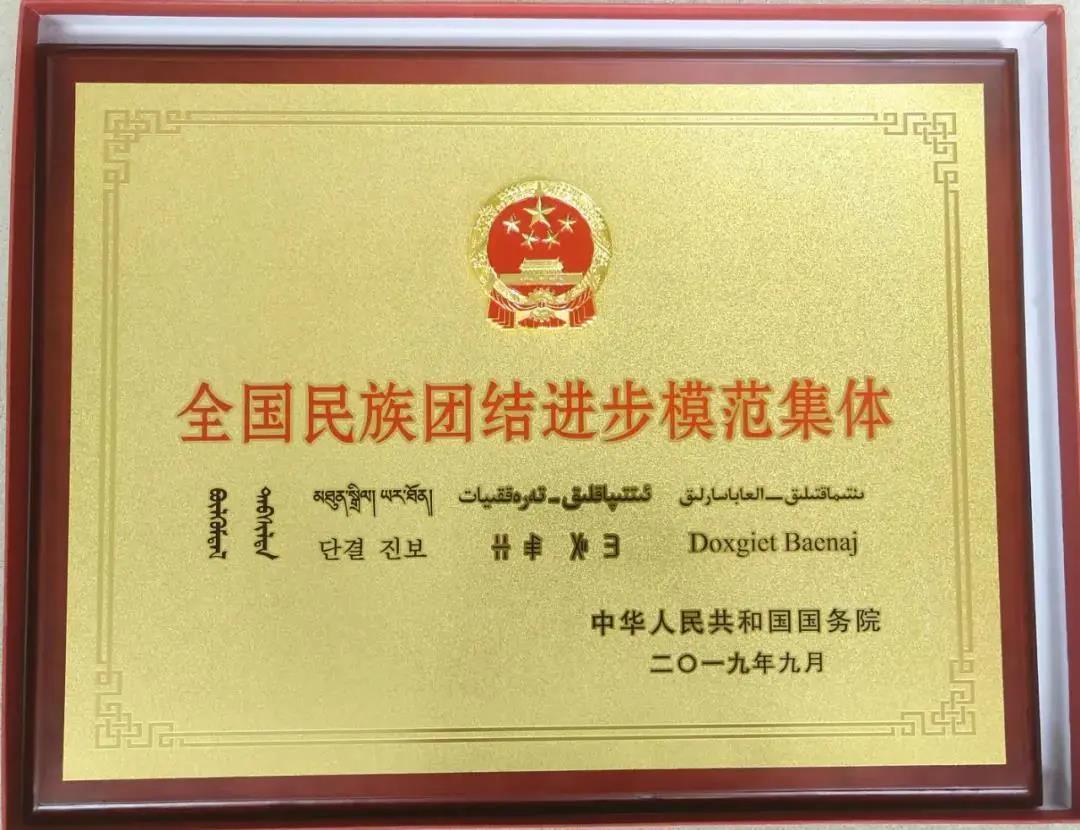 全国民族团结进步模范集体
མཐུན་སྒྲིལ། ཡར་ཐོན།
ئىتتىپاقلىق-تەرەققىيات
단결 진보
Doxgiet Baenaj
中华人民共和国国务院
二〇一九年九月